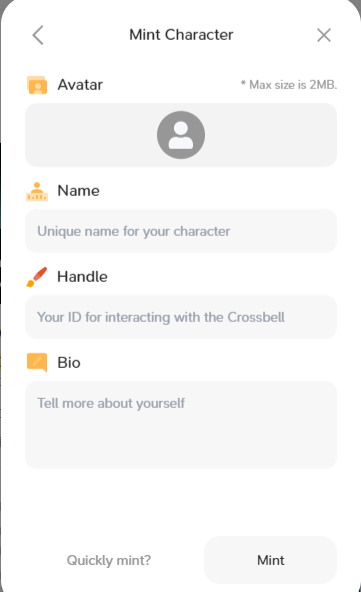 Mint Character
Avatar
* Max size is 2MB.
Name
Unique name for your character
Handle
Your ID for interacting with the Crossbell
Bio
Tell more about yourself
Quickly mint?
Mint